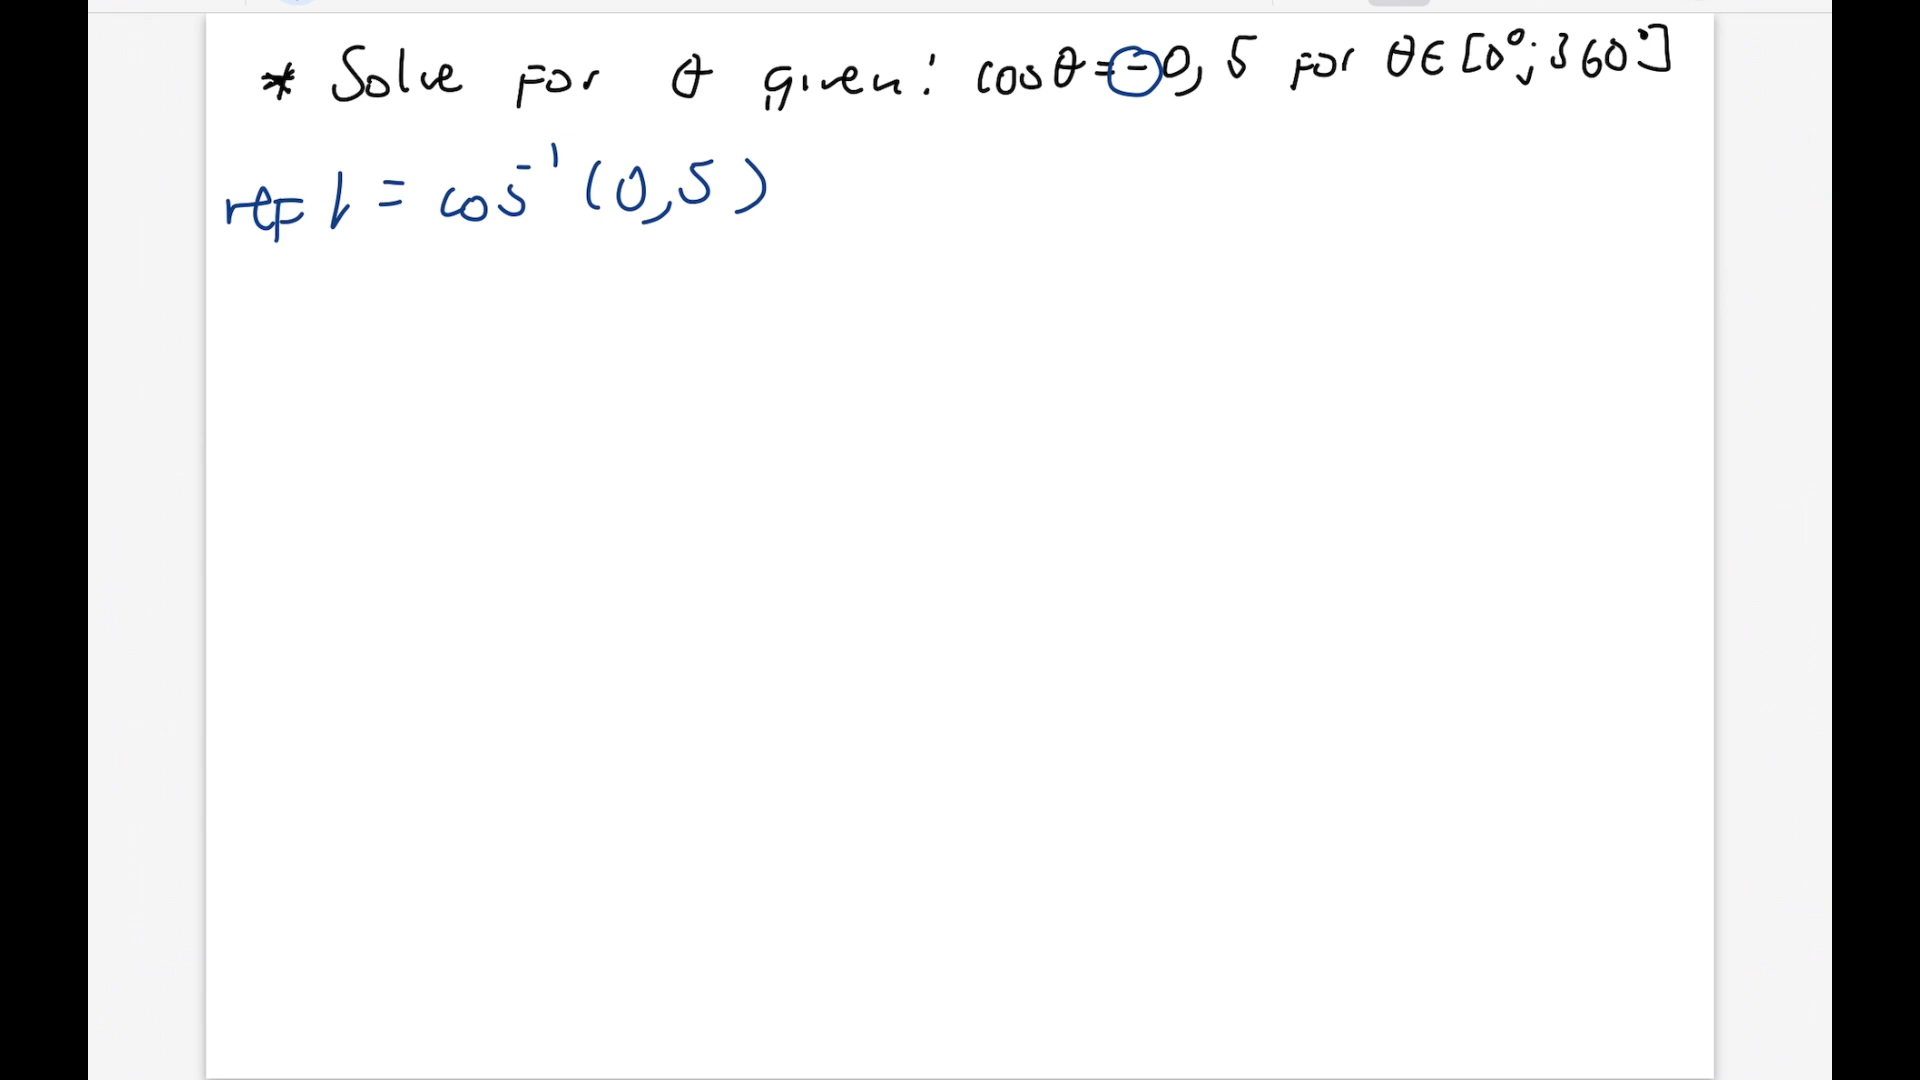 * Solve for θ given: cosθ = -0,5 for θ∈[0°; 360°]
ref ∠ = cos⁻¹(0,5)